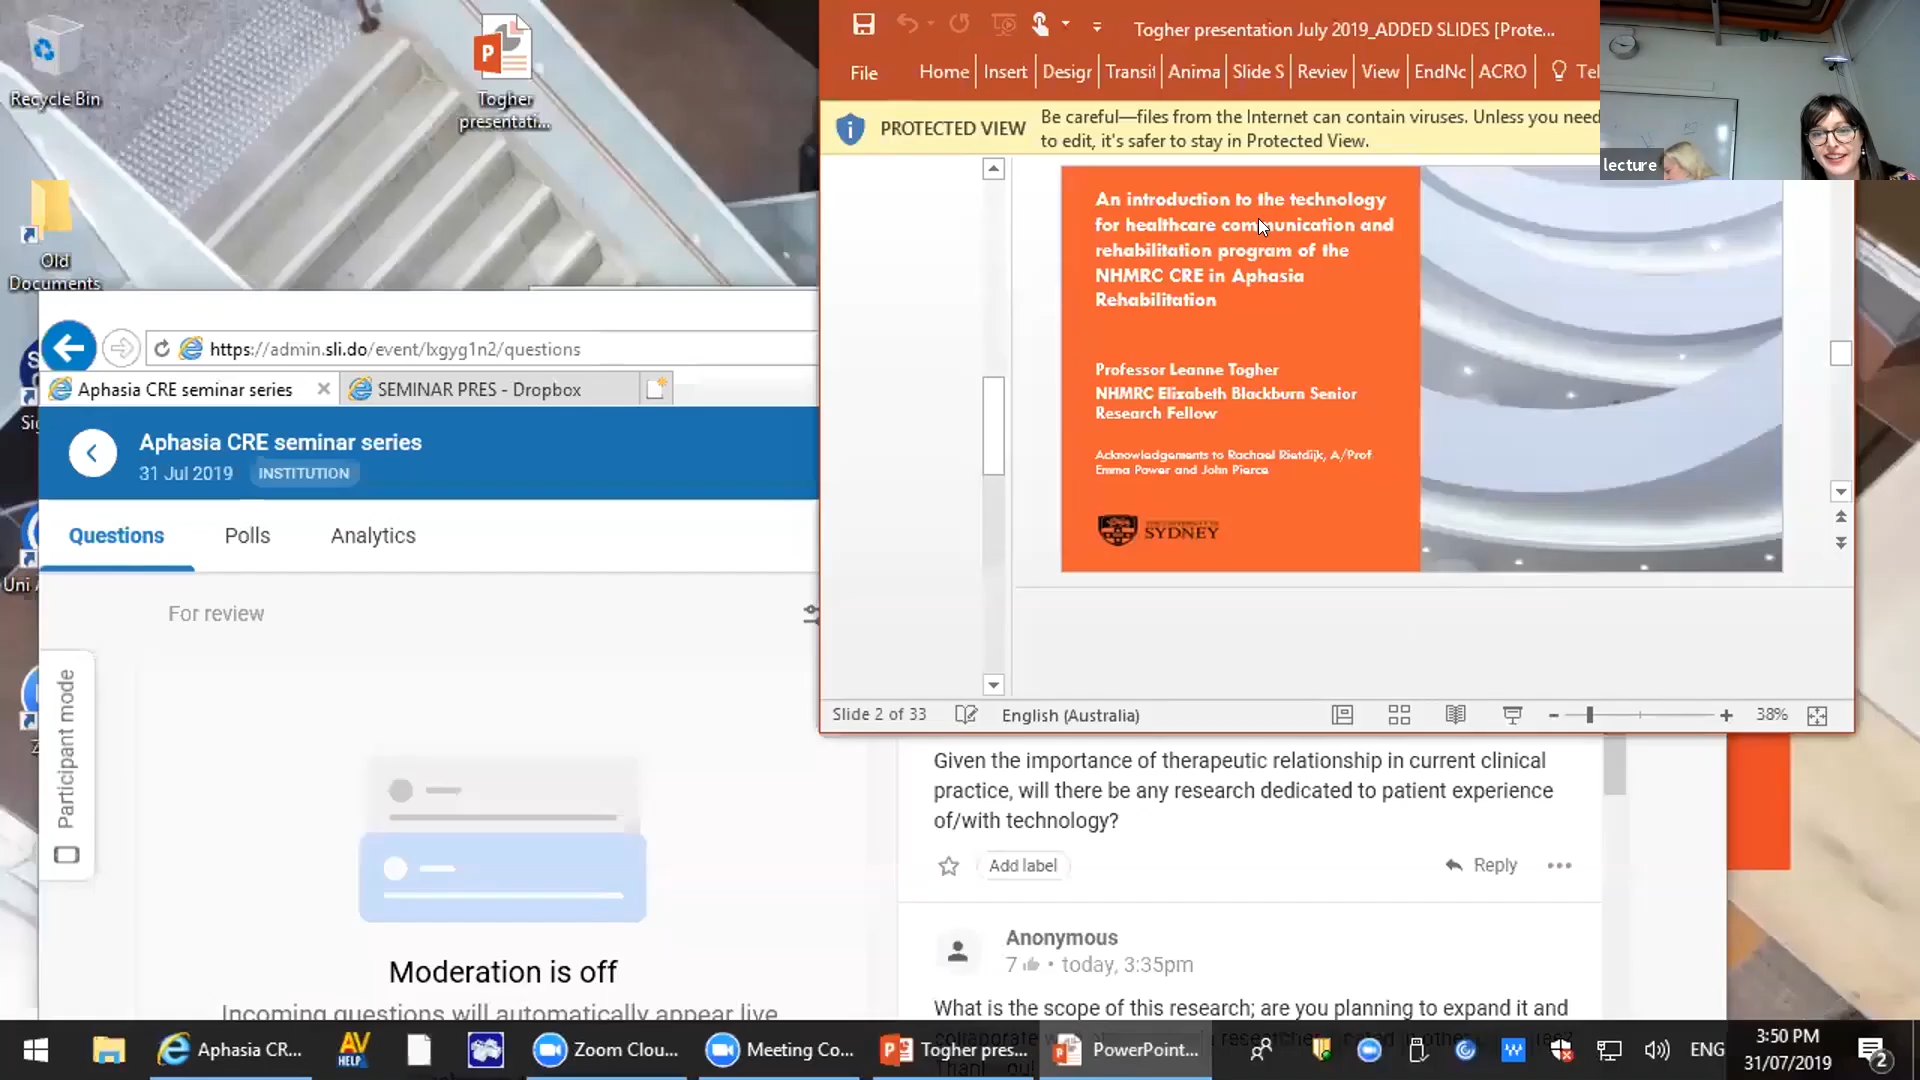 Recycle Bin
Togher
presentati...
Old
Documents
Uni
Togher presentation July 2019_ADDED SLIDES [Prote...
File
Home
Insert
Desigr
Transit
Anima
Slide S
Reviev
View
EndNc
ACRO
Tel
PROTECTED VIEW
Be careful—files from the Internet can contain viruses. Unless you need
to edit, it's safer to stay in Protected View.
lecture
An introduction to the technology
for healthcare communication and
rehabilitation program of the
NHMRC CRE in Aphasia
Rehabilitation
Professor Leanne Togher
NHMRC Elizabeth Blackburn Senior
Research Fellow
Acknowledgements to Rachael Rietdijk, A/Prof
Emma Power and John Pierce
SYDNEY
Slide 2 of 33
English (Australia)
38%
https://admin.sli.do/event/lxgyg1n2/questions
Aphasia CRE seminar series
SEMINAR PRES - Dropbox
Aphasia CRE seminar series
31 Jul 2019
INSTITUTION
Questions
Polls
Analytics
For review
Participant mode
Moderation is off
Incoming questions will automatically appear live
Given the importance of therapeutic relationship in current clinical
practice, will there be any research dedicated to patient experience
of/with technology?
Add label
Reply
Anonymous
7 • today, 3:35pm
What is the scope of this research; are you planning to expand it and
Aphasia CR...
AV
HELP
Zoom Clou...
Meeting Co...
Togher pres...
PowerPoint...
ENG
3:50 PM
31/07/2019
2